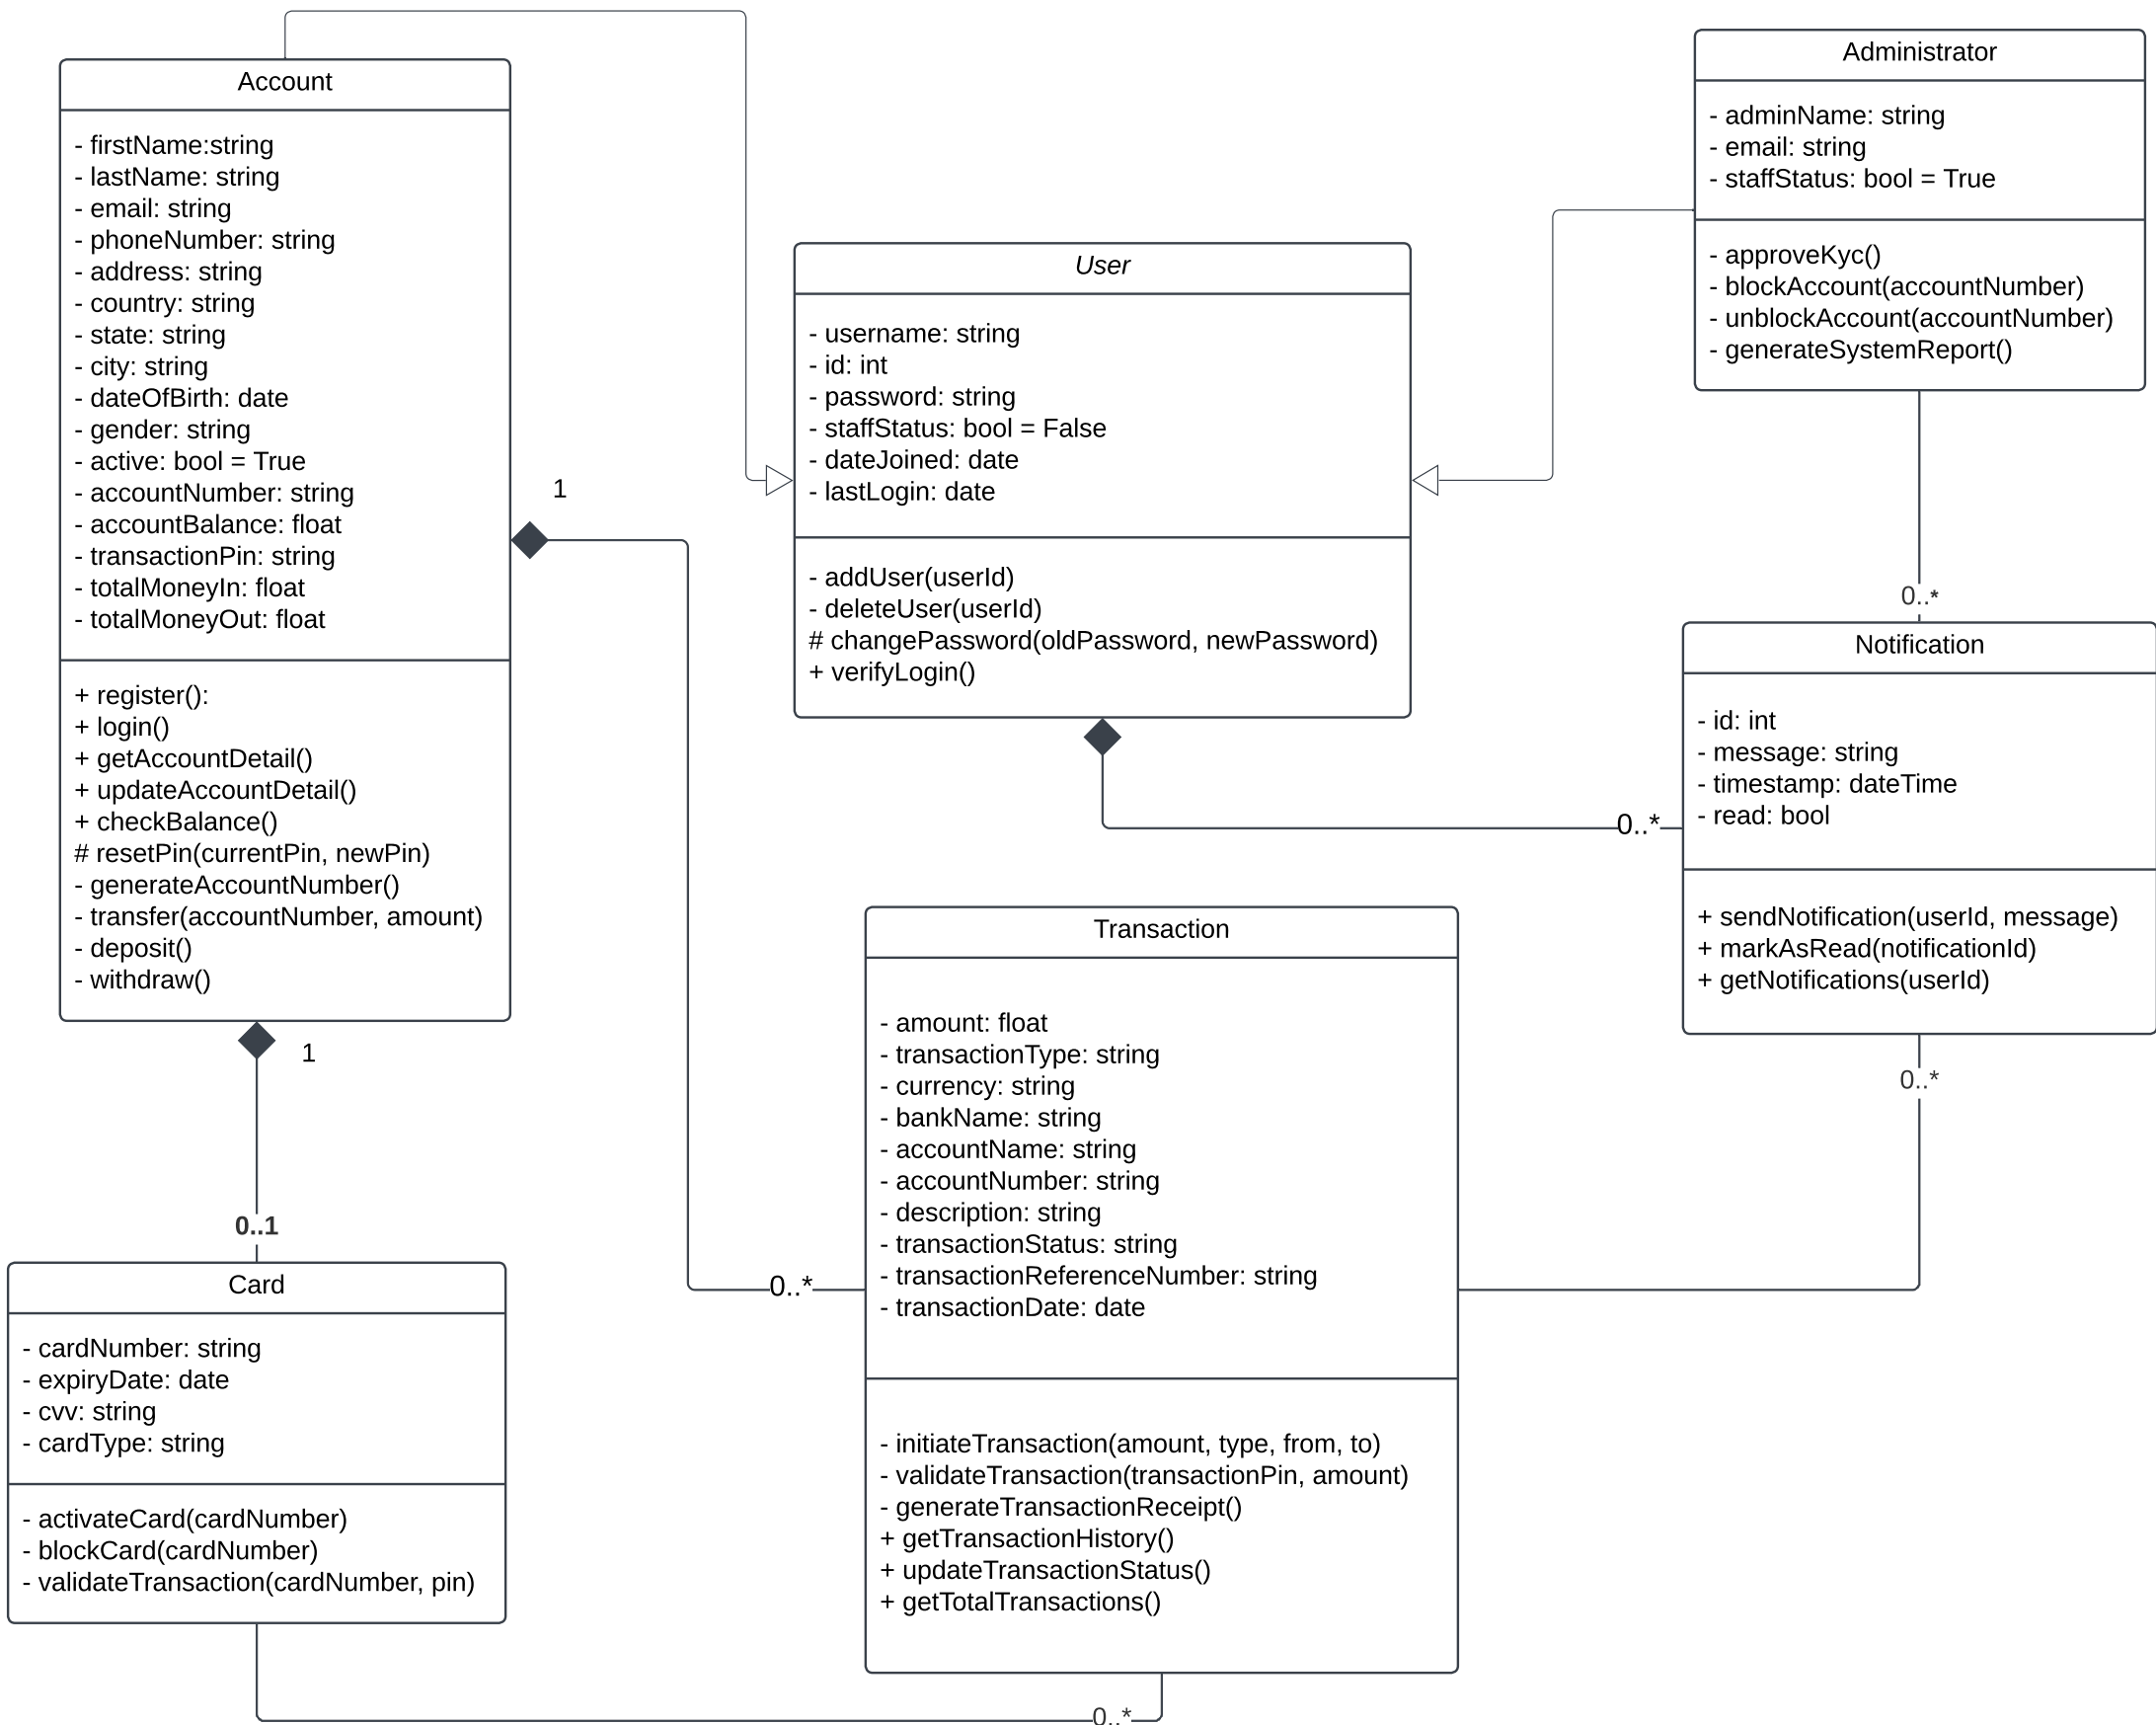 Account
- firstName:string
- lastName: string
- email: string
- phoneNumber: string
- address: string
- country: string
- state: string
- city: string
- dateOfBirth: date
- gender: string
- active: bool = True
- accountNumber: string
- accountBalance: float
- transactionPin: string
- totalMoneyIn: float
- totalMoneyOut: float
+ register():
+ login()
+ getAccountDetail()
+ updateAccountDetail()
+ checkBalance()
# resetPin(currentPin, newPin)
- generateAccountNumber()
- transfer(accountNumber, amount)
- deposit()
- withdraw()
1
1
0..1
Card
- cardNumber: string
- expiryDate: date
- cvv: string
- cardType: string
- activateCard(cardNumber)
- blockCard(cardNumber)
- validateTransaction(cardNumber, pin)
User
- username: string
- id: int
- password: string
- staffStatus: bool = False
- dateJoined: date
- lastLogin: date
- addUser(userId)
- deleteUser(userId)
# changePassword(oldPassword, newPassword)
+ verifyLogin()
0..*
Transaction
- amount: float
- transactionType: string
- currency: string
- bankName: string
- accountName: string
- accountNumber: string
- description: string
- transactionStatus: string
- transactionReferenceNumber: string
- transactionDate: date
- initiateTransaction(amount, type, from, to)
- validateTransaction(transactionPin, amount)
- generateTransactionReceipt()
+ getTransactionHistory()
+ updateTransactionStatus()
+ getTotalTransactions()
0..*
0..*
Administrator
- adminName: string
- email: string
- staffStatus: bool = True
- approveKyc()
- blockAccount(accountNumber)
- unblockAccount(accountNumber)
- generateSystemReport()
0..*
Notification
- id: int
- message: string
- timestamp: dateTime
- read: bool
+ sendNotification(userId, message)
+ markAsRead(notificationId)
+ getNotifications(userId)
0..*